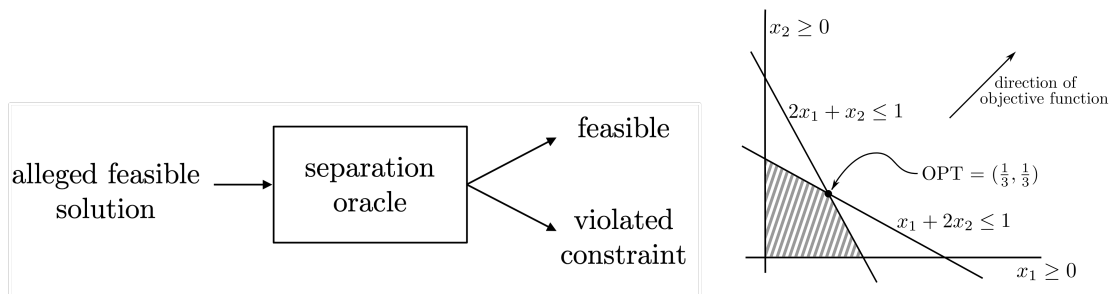 alleged feasible
solution
separation
oracle
feasible
violated
constraint
x₂ ≥ 0
direction of
objective function
2x₁ + x₂ ≤ 1
OPT = (1/3, 1/3)
x₁ + 2x₂ ≤ 1
x₁ ≥ 0